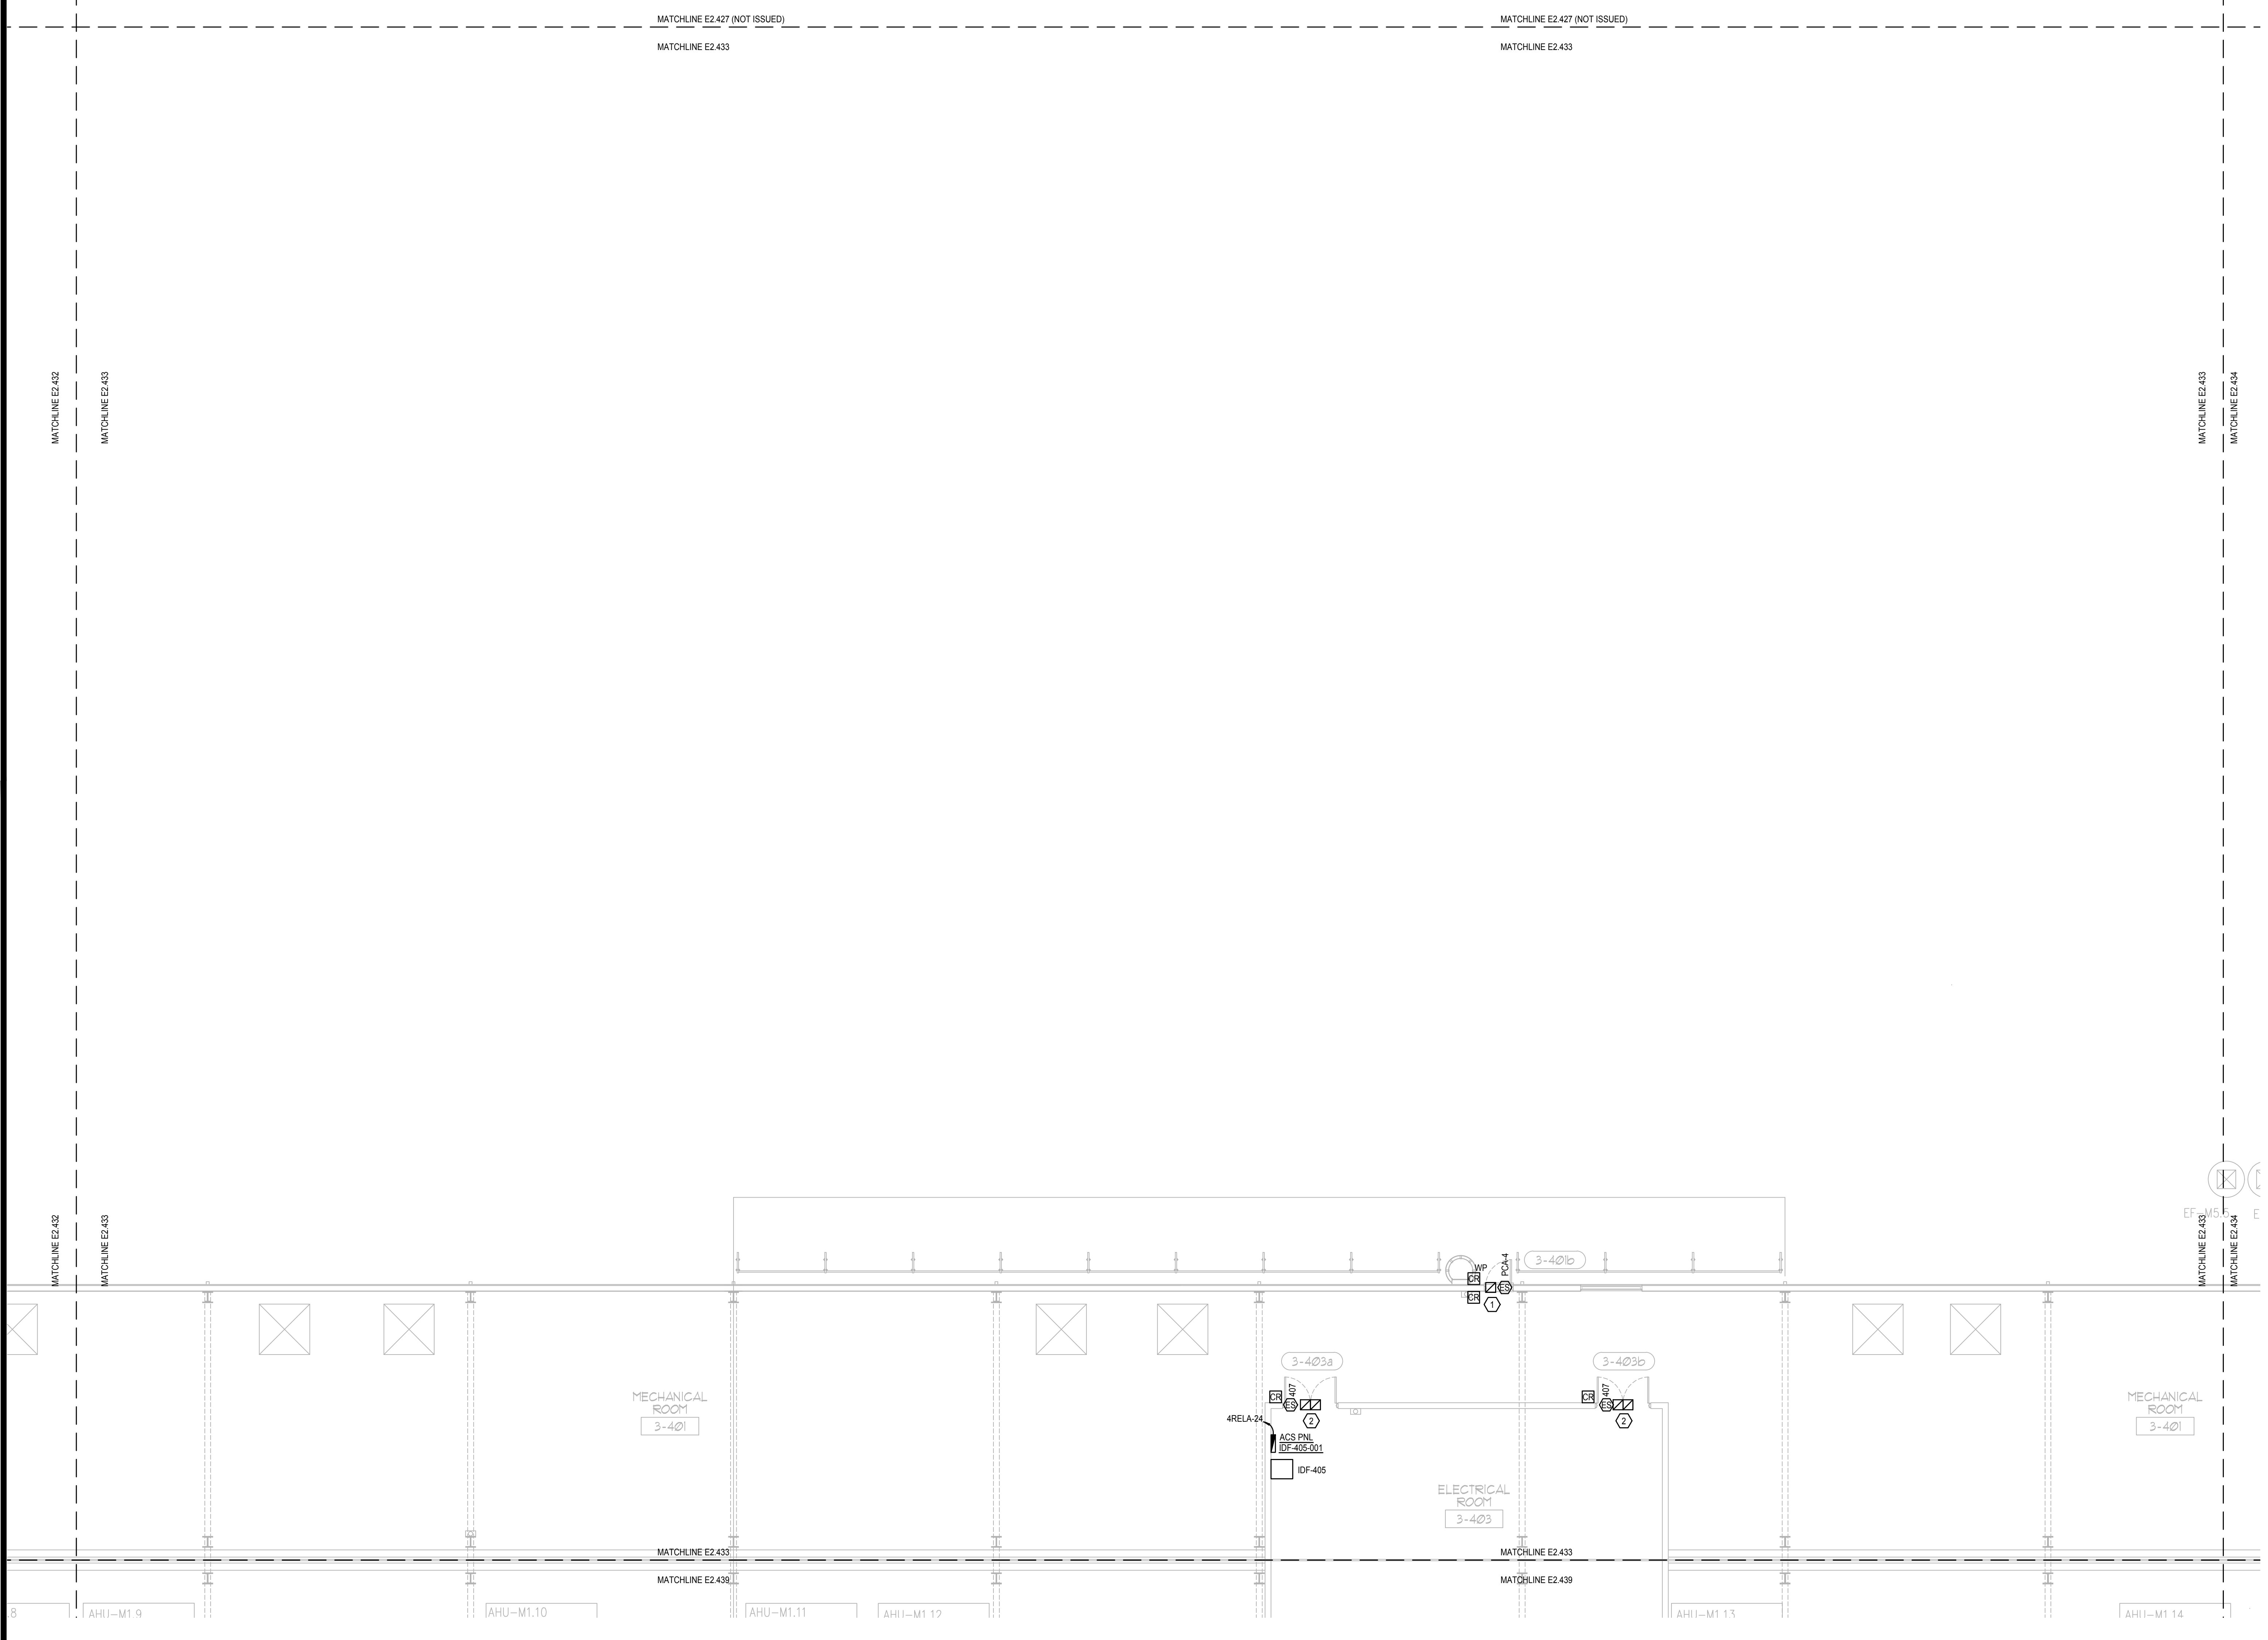 MATCHLINE E2.427 (NOT ISSUED)
MATCHLINE E2.427 (NOT ISSUED)
MATCHLINE E2.433
MATCHLINE E2.433
MATCHLINE E2.432
MATCHLINE E2.433
MATCHLINE E2.433
MATCHLINE E2.434
EF-M5.5
E
MATCHLINE E2.432
MATCHLINE E2.433
MATCHLINE E2.433
MATCHLINE E2.434
WP
PCA-4
3-401b
CR
ES
CR
1
3-403a
3-403b
CR
407
ES
2
CR
407
ES
2
MECHANICAL
ROOM
3-401
MECHANICAL
ROOM
3-401
4RELA-24
ACS PNL
IDF-405-001
IDF-405
ELECTRICAL
ROOM
3-403
MATCHLINE E2.433
MATCHLINE E2.433
MATCHLINE E2.439
MATCHLINE E2.439
.8
AHU-M1.9
AHU-M1.10
AHU-M1.11
AHU-M1.12
AHU-M1.13
AHU-M1.14